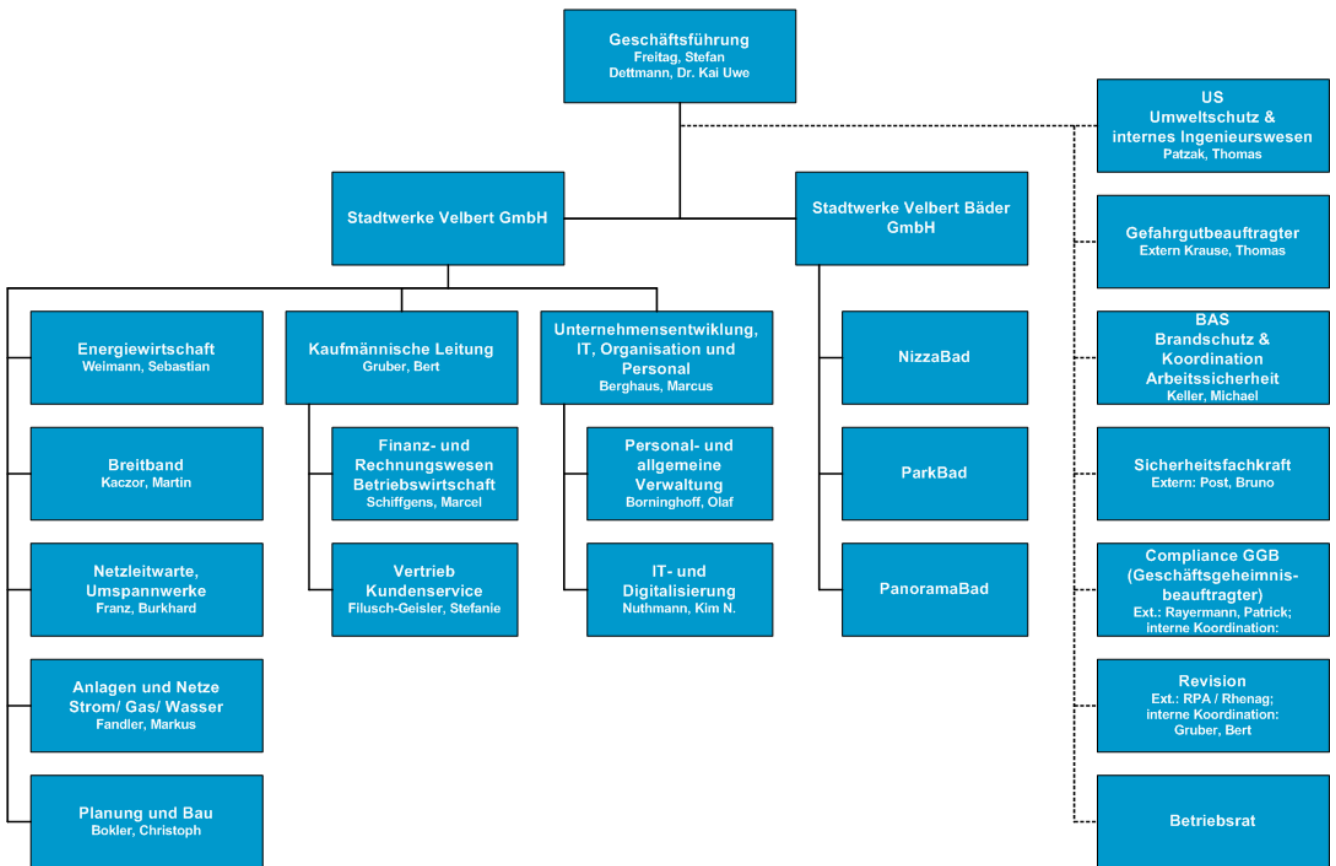 Geschäftsführung
Freitag, Stefan
Dettmann, Dr. Kai Uwe
US
Umweltschutz &
internes Ingenieurswesen
Patzak, Thomas
Stadtwerke Velbert GmbH
Stadtwerke Velbert Bäder
GmbH
Gefahrgutbeauftragter
Extern Krause, Thomas
Energiewirtschaft
Weimann, Sebastian
Kaufmännische Leitung
Gruber, Bert
Unternehmensentwiklung,
IT, Organisation und
Personal
Berghaus, Marcus
NizzaBad
BAS
Brandschutz &
Koordination
Arbeitssicherheit
Keller, Michael
Breitband
Kaczor, Martin
Finanz- und
Rechnungswesen
Betriebswirtschaft
Schiffgens, Marcel
Personal- und
allgemeine
Verwaltung
Borninghoff, Olaf
ParkBad
Sicherheitsfachkraft
Extern: Post, Bruno
Netzleitwarte,
Umspannwerke
Franz, Burkhard
Vertrieb
Kundenservice
Filusch-Geisler, Stefanie
IT- und
Digitalisierung
Nuthmann, Kim N.
PanoramaBad
Compliance GGB
(Geschäftsgeheimnis-
beauftragter)
Ext.: Rayermann, Patrick;
interne Koordination:
Anlagen und Netze
Strom/ Gas/ Wasser
Fandler, Markus
Revision
Ext.: RPA / Rhenag;
interne Koordination:
Gruber, Bert
Planung und Bau
Bokler, Christoph
Betriebsrat